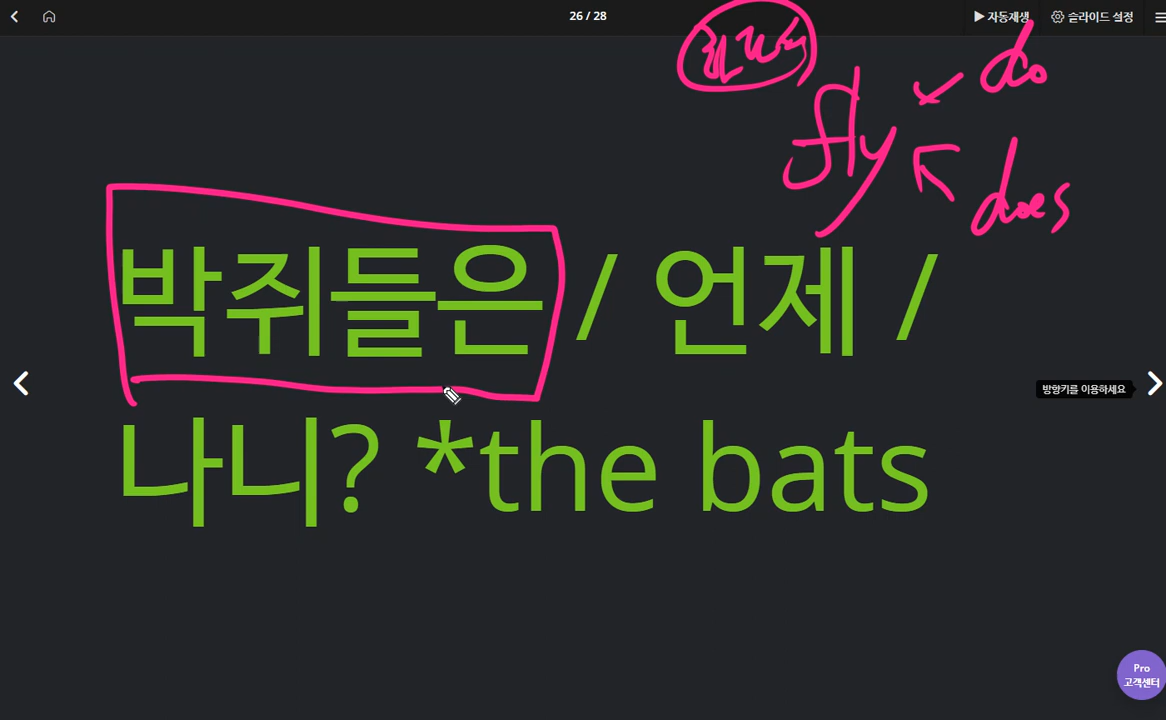 26 / 28
자동재생
슬라이드 설정
do
fly
does
박쥐들은 / 언제 /
방향키를 이용하세요
나니? *the bats
Pro
고객센터